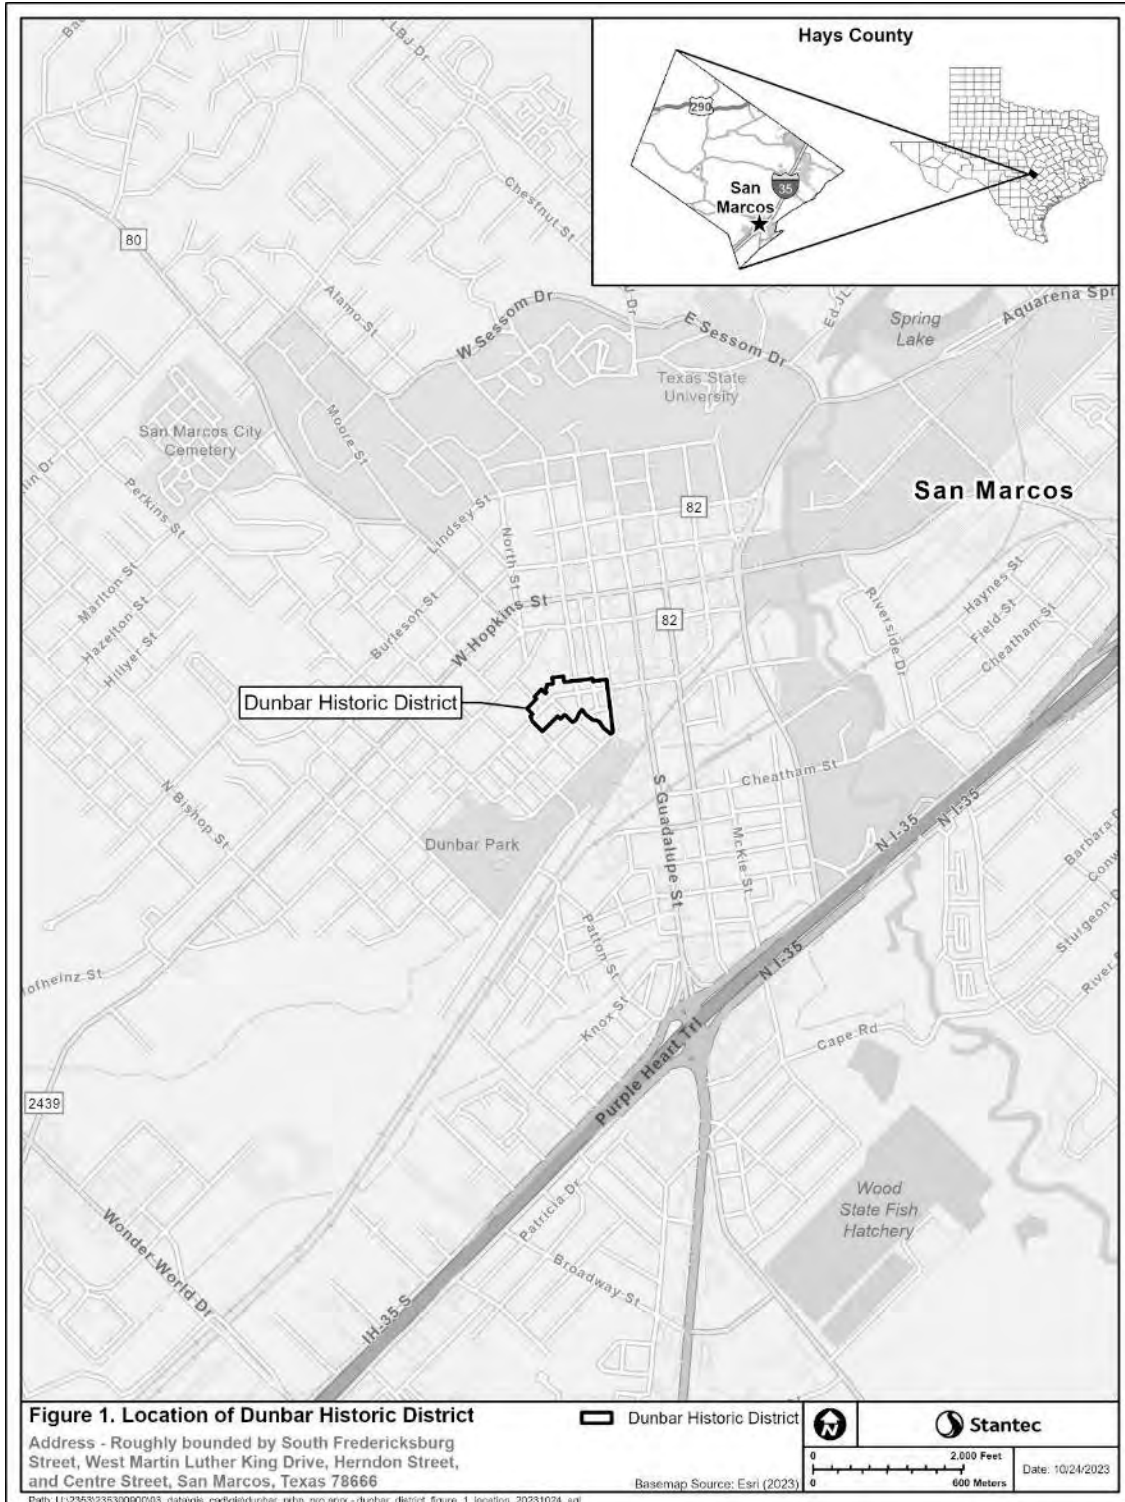 Hays County
290
35
San
Marcos
LBJ Dr
Chestnut St
80
Alamo St
W Sessom Dr
E Sessom Dr
Spring
Lake
Aquarena Spr
Texas State
University
Moore St
San Marcos City
Cemetery
Perkins St
Lindsey St
North St
82
San Marcos
Marlton St
Hazelton St
Hillyer St
Burleson St
W Hopkins St
82
Riverside Dr
Haynes St
Field St
Cheatham St
Dunbar Historic District
N Bishop St
Cheatham St
S Guadalupe St
McKie St
N I-35
N I-35
Dunbar Park
Barbara D
Conw
Sturgeon D
River
Patton St
N I-35
Hofheinz St
Knox St
Cape Rd
Purple Heart Trl
2439
Wood
State Fish
Hatchery
Patricia Dr
Broadway St
Wonder World Dr
IH-35 S
Figure 1. Location of Dunbar Historic District
Address - Roughly bounded by South Fredericksburg
Street, West Martin Luther King Drive, Herndon Street,
and Centre Street, San Marcos, Texas 78666
Dunbar Historic District
Basemap Source: Esri (2023)
N
Stantec
0 2,000 Feet
0 600 Meters
Date: 10/24/2023